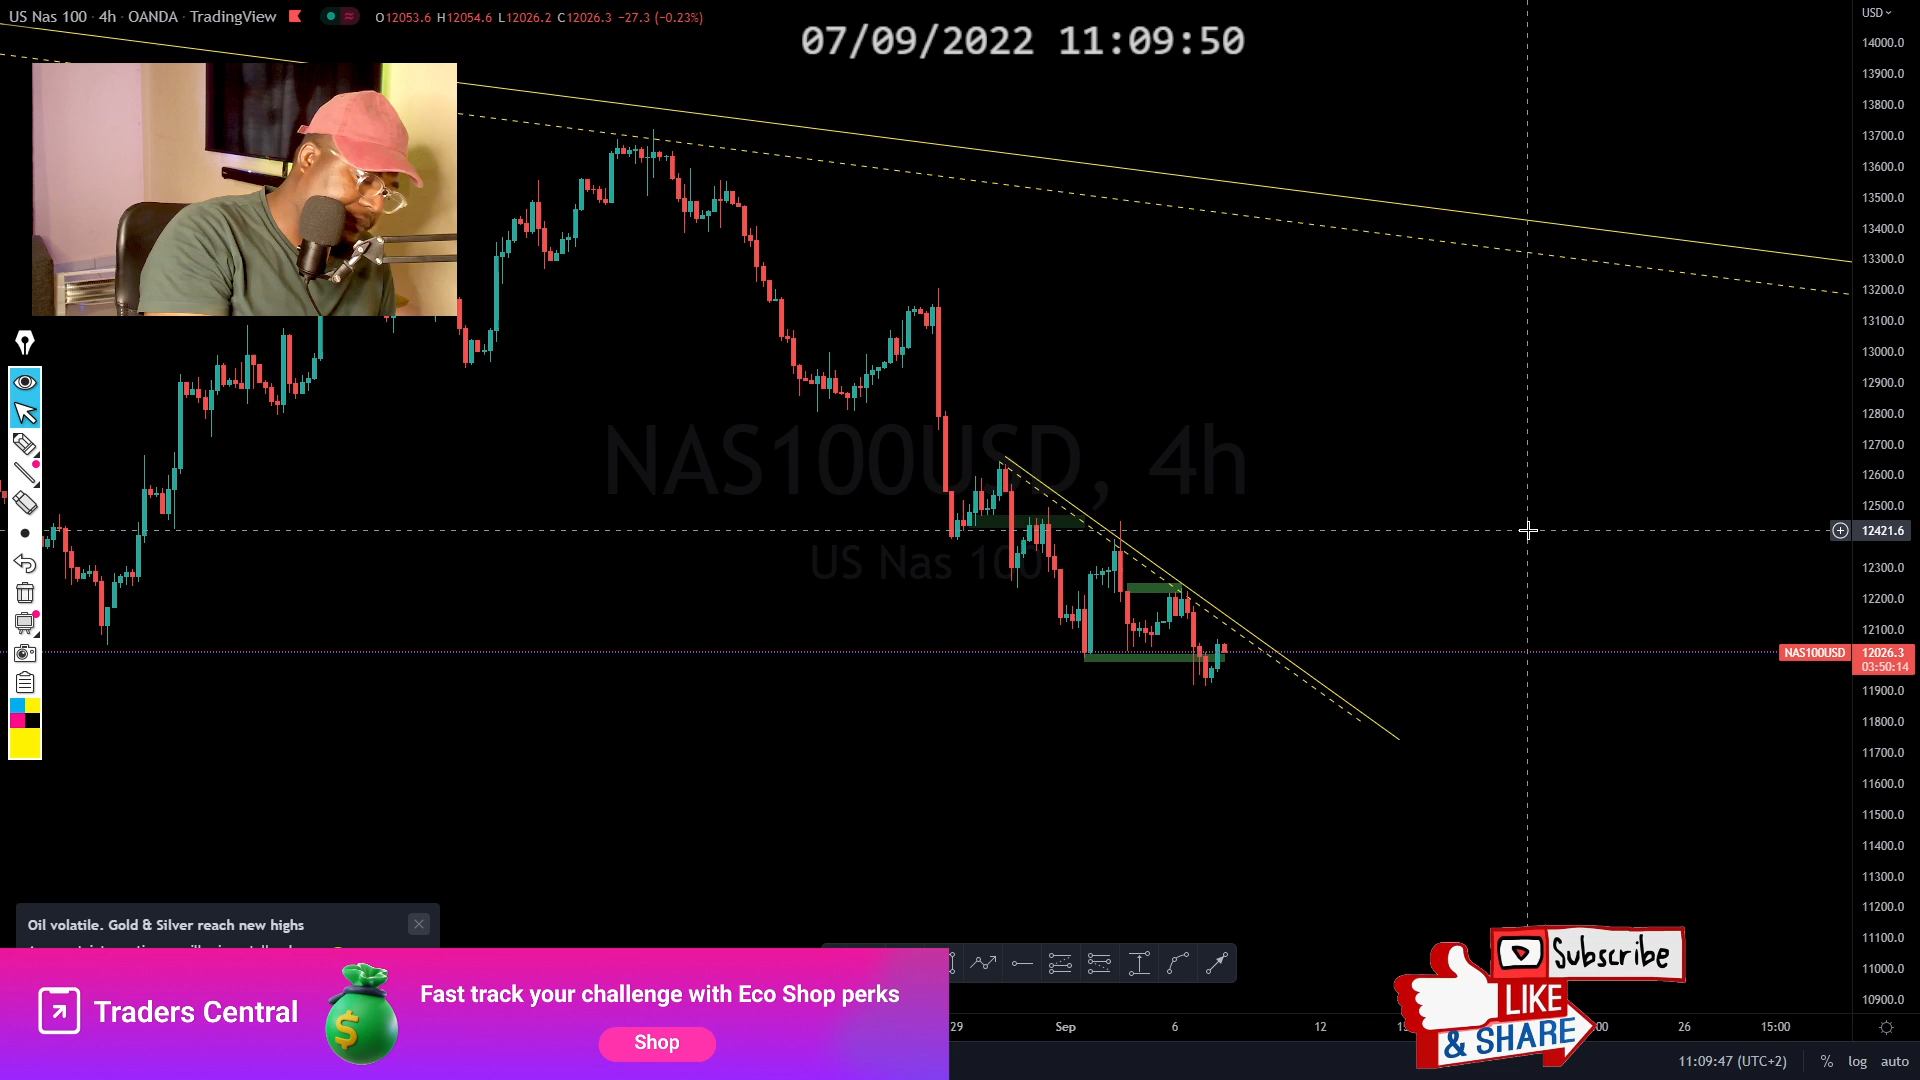 US Nas 100 · 4h · OANDA · TradingView
O12053.6 H12054.6 L12026.2 C12026.3 −27.3 (−0.23%)
07/09/2022 11:09:50
USD
14000.0
13900.0
13800.0
13700.0
13600.0
13500.0
13400.0
13300.0
13200.0
13100.0
13000.0
12900.0
12800.0
12700.0
12600.0
12500.0
12421.6
12300.0
12200.0
12100.0
NAS100USD 12026.3
03:50:14
11900.0
11800.0
11700.0
11600.0
11500.0
11400.0
11300.0
11200.0
11100.0
11000.0
10900.0
NAS100USD, 4h
US Nas 100
Oil volatile. Gold & Silver reach new highs
Traders Central
Fast track your challenge with Eco Shop perks
Shop
Subscribe
LIKE
& SHARE
29 Sep 6 12 26 15:00
11:09:47 (UTC+2) % log auto